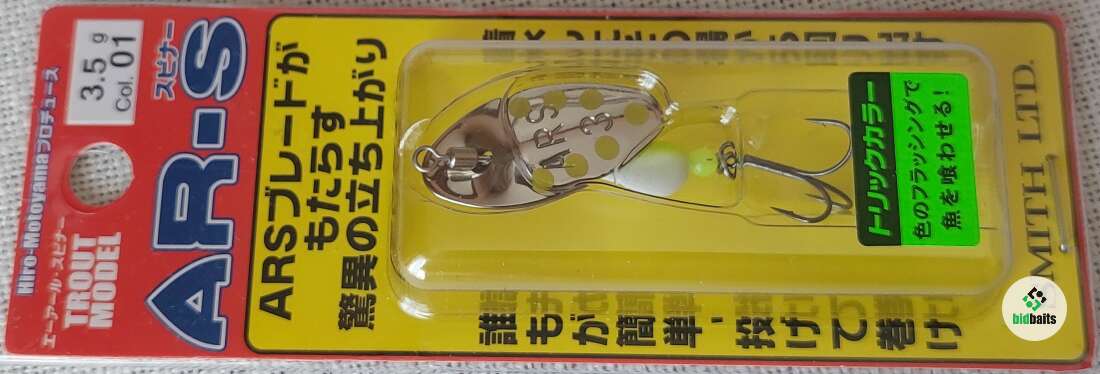 Hiro-Motoyamaプロデュース
エーアール・スピナー
TROUT
MODEL
AR-S
スピナー
3.5g
Col. 01
ARSブレードが
もたらす
驚異の立ち上がり
ARS
3
トリックカラー
色のフラッシングで
魚を喰わせる!
MITH LTD.
誰もが簡単、投げて巻け
bidbaits